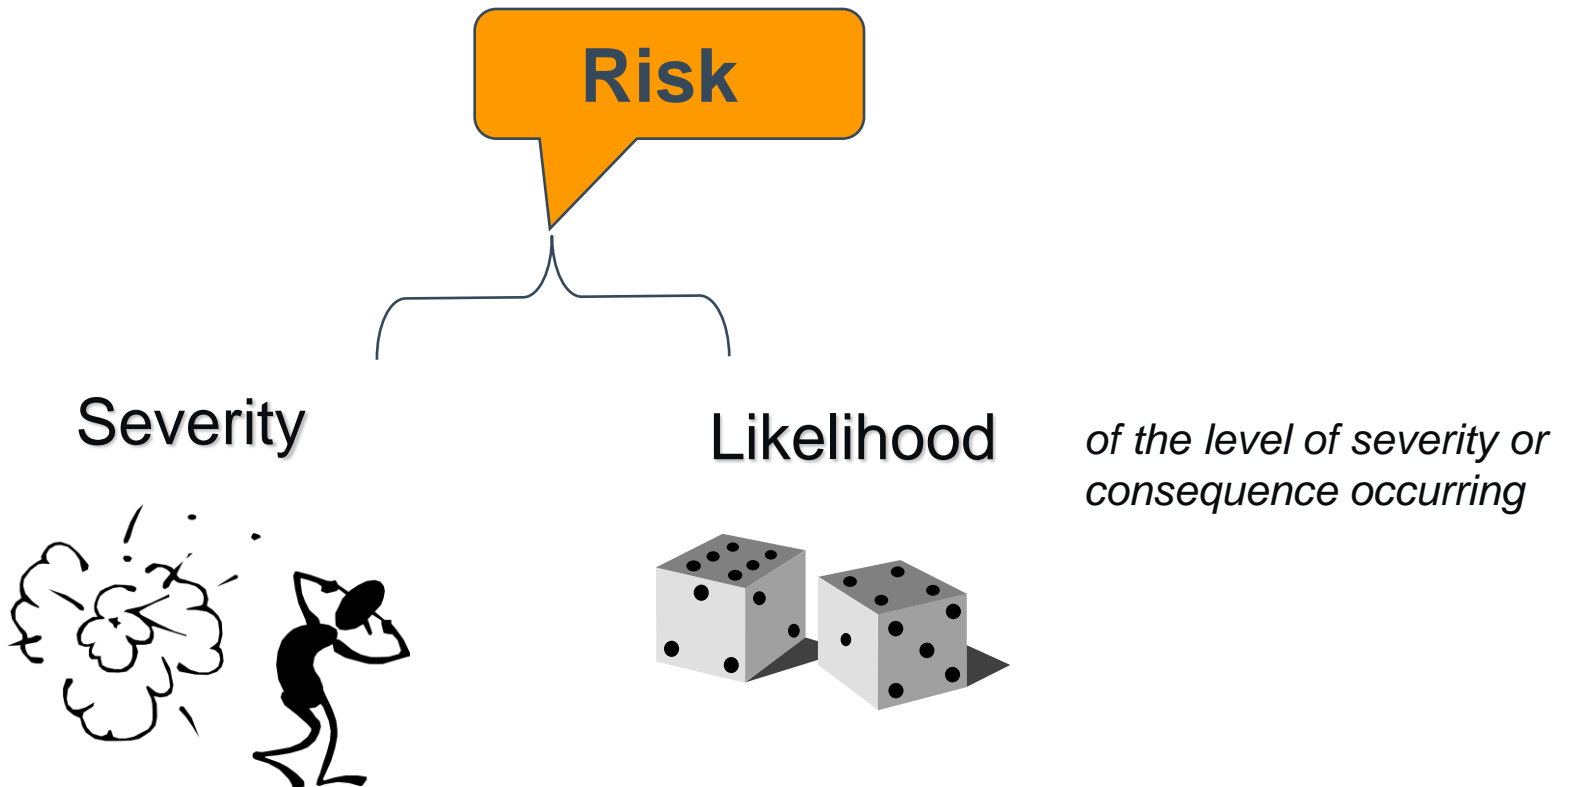 Risk
Severity
Likelihood
of the level of severity or
consequence occurring